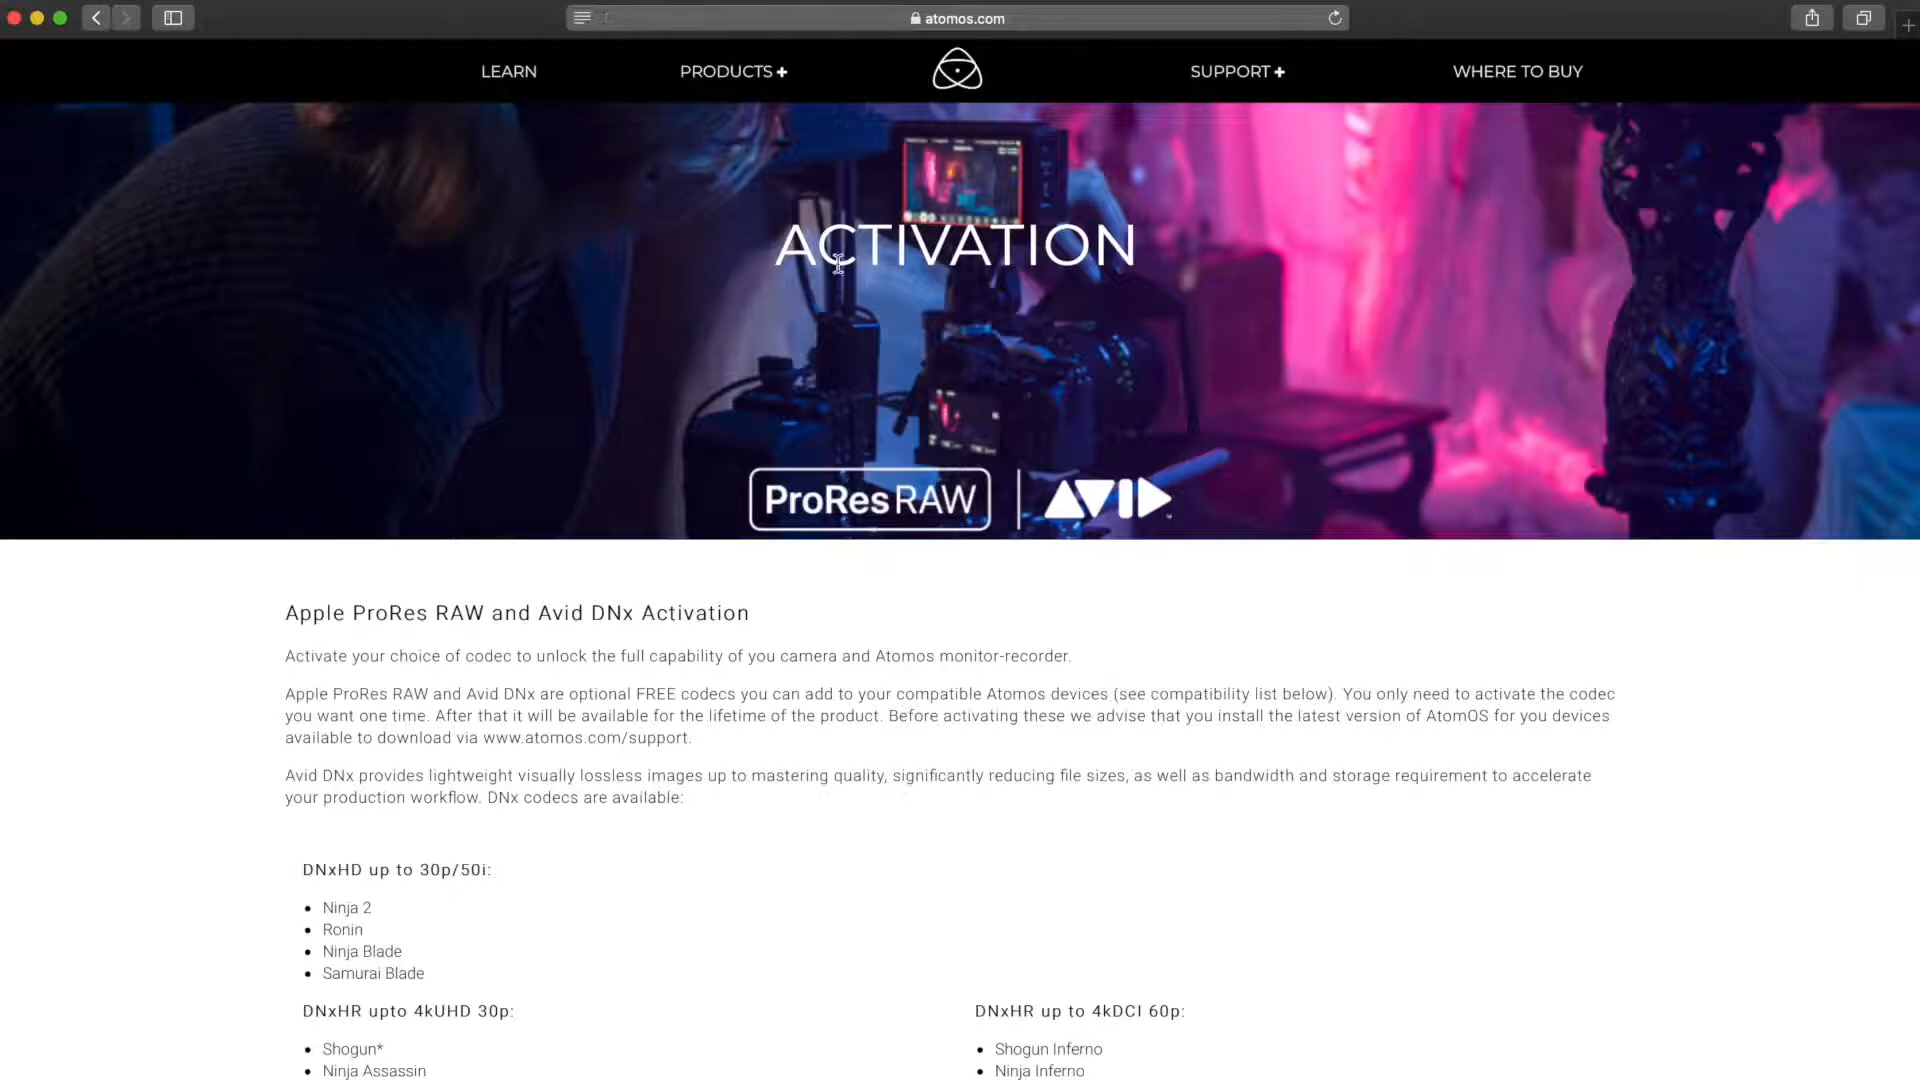 atomos.com
LEARN
PRODUCTS +
SUPPORT +
WHERE TO BUY
ACTIVATION
ProRes RAW | AVID
Apple ProRes RAW and Avid DNx Activation
Activate your choice of codec to unlock the full capability of you camera and Atomos monitor-recorder.
Apple ProRes RAW and Avid DNx are optional FREE codecs you can add to your compatible Atomos devices (see compatibility list below). You only need to activate the codec
you want one time. After that it will be available for the lifetime of the product. Before activating these we advise that you install the latest version of AtomOS for you devices
available to download via www.atomos.com/support.
Avid DNx provides lightweight visually lossless images up to mastering quality, significantly reducing file sizes, as well as bandwidth and storage requirement to accelerate
your production workflow. DNx codecs are available:
DNxHD up to 30p/50i:
• Ninja 2
• Ronin
• Ninja Blade
• Samurai Blade
DNxHR upto 4kUHD 30p:
• Shogun*
• Ninja Assassin
DNxHR up to 4kDCI 60p:
• Shogun Inferno
• Ninja Inferno